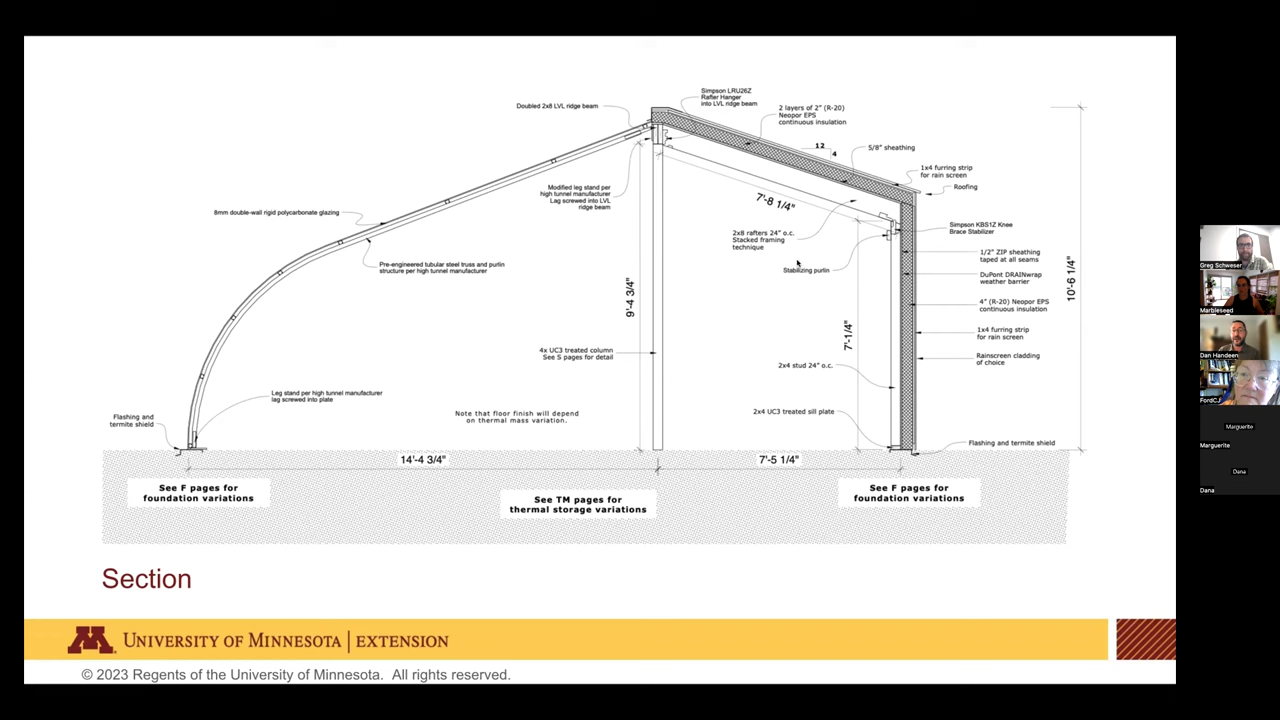 Simpson LRU26Z
Rafter Hanger
into LVL ridge beam
Doubled 2x8 LVL ridge beam
2 layers of 2" (R-20)
Neopor EPS
continuous insulation
12
4
5/8" sheathing
1x4 furring strip
for rain screen
Roofing
Modified leg stand per
high tunnel manufacturer
Lag screwed into LVL
ridge beam
7'-8 1/4"
8mm double-wall rigid polycarbonate glazing
2x8 rafters 24" o.c.
Stacked framing
technique
Simpson KBS1Z Knee
Brace Stabilizer
Pre-engineered tubular steel truss and purlin
structure per high tunnel manufacturer
Stabilizing purlin
1/2" ZIP sheathing
taped at all seams
DuPont DRAINwrap
weather barrier
9'-4 3/4"
10'-6 1/4"
4" (R-20) Neopor EPS
continuous insulation
7'-1/4"
1x4 furring strip
for rain screen
4x UC3 treated column
See S pages for detail
Rainscreen cladding
of choice
2x4 stud 24" o.c.
Leg stand per high tunnel manufacturer
lag screwed into plate
Flashing and
termite shield
Note that floor finish will depend
on thermal mass variation.
2x4 UC3 treated sill plate
Flashing and termite shield
14'-4 3/4"
7'-5 1/4"
See F pages for
foundation variations
See TM pages for
thermal storage variations
See F pages for
foundation variations
Section
M UNIVERSITY OF MINNESOTA | EXTENSION
© 2023 Regents of the University of Minnesota. All rights reserved.
Greg Schweser
Marbleseed
Dan Handeen
FordCJ
Marguerite
Marguerite
Dana
Dana